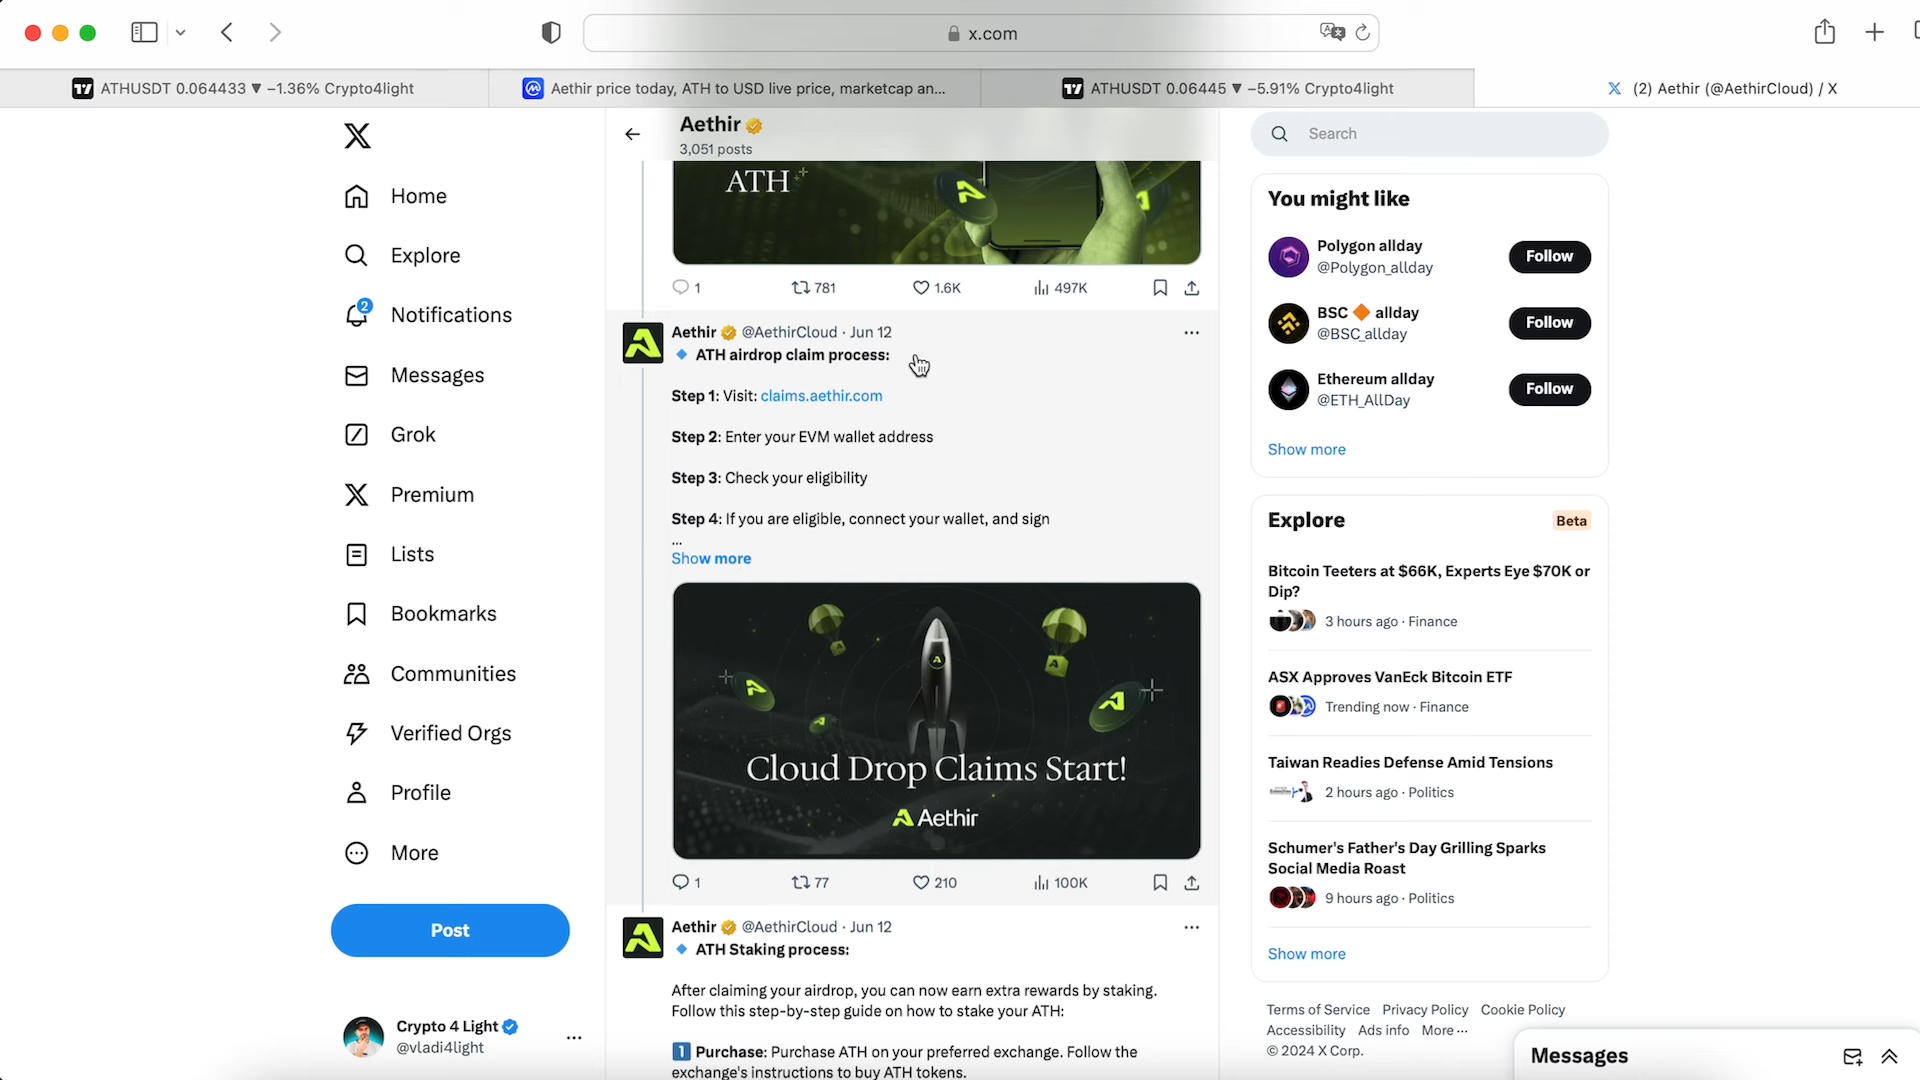 x.com
ATHUSDT 0.064433 ▼ −1.36% Crypto4light
Aethir price today, ATH to USD live price, marketcap an...
ATHUSDT 0.06445 ▼ −5.91% Crypto4light
(2) Aethir (@AethirCloud) / X
Home
Explore
2
Notifications
Messages
Grok
Premium
Lists
Bookmarks
Communities
Verified Orgs
Profile
More
Post
Crypto 4 Light
@vladi4light
Aethir
3,051 posts
ATH
1 781 1.6K 497K
Aethir @AethirCloud · Jun 12
ATH airdrop claim process:
Step 1: Visit: claims.aethir.com
Step 2: Enter your EVM wallet address
Step 3: Check your eligibility
Step 4: If you are eligible, connect your wallet, and sign
...
Show more
Cloud Drop Claims Start!
Aethir
1 77 210 100K
Aethir @AethirCloud · Jun 12
ATH Staking process:
After claiming your airdrop, you can now earn extra rewards by staking.
Follow this step-by-step guide on how to stake your ATH:
1 Purchase: Purchase ATH on your preferred exchange. Follow the
exchange's instructions to buy ATH tokens.
Search
You might like
Polygon allday
@Polygon_allday
Follow
BSC 🔶 allday
@BSC_allday
Follow
Ethereum allday
@ETH_AllDay
Follow
Show more
Explore
Beta
Bitcoin Teeters at $66K, Experts Eye $70K or
Dip?
3 hours ago · Finance
ASX Approves VanEck Bitcoin ETF
Trending now · Finance
Taiwan Readies Defense Amid Tensions
2 hours ago · Politics
Schumer's Father's Day Grilling Sparks
Social Media Roast
9 hours ago · Politics
Show more
Terms of Service Privacy Policy Cookie Policy
Accessibility Ads info More ...
© 2024 X Corp.
Messages